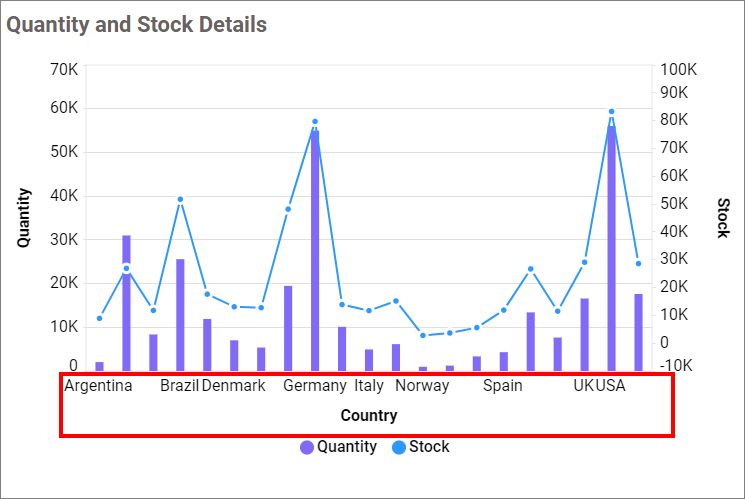 Quantity and Stock Details
70K
60K
50K
40K
30K
20K
10K
0
Quantity
100K
90K
80K
70K
60K
50K
40K
30K
20K
10K
0
-10K
Stock
Argentina Brazil Denmark Germany Italy Norway Spain UK USA
Country
Quantity Stock